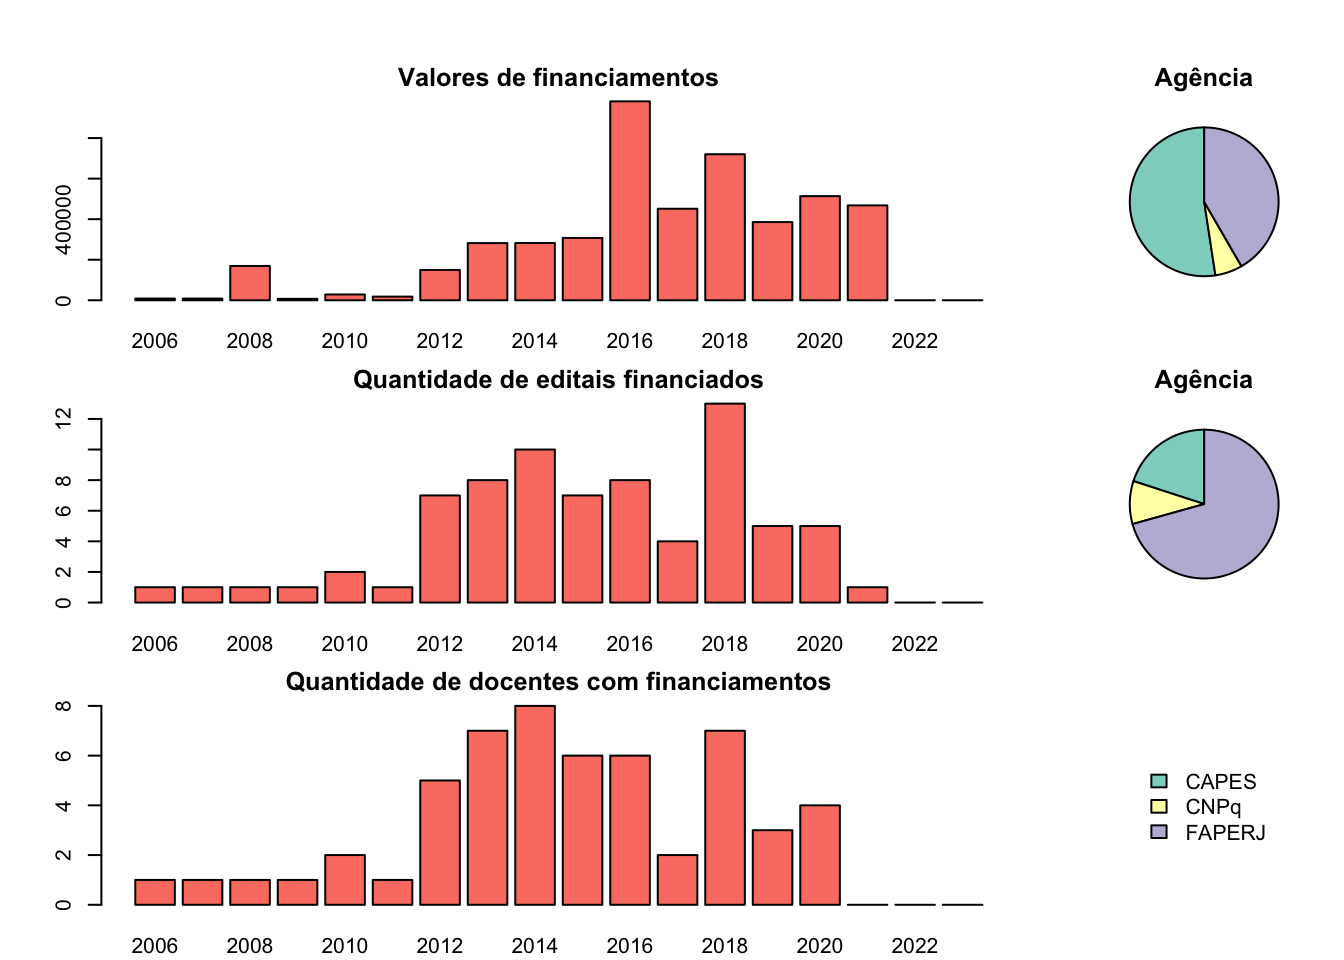 Valores de financiamentos
Agência
400000
0
2006 2008 2010 2012 2014 2016 2018 2020 2022
Quantidade de editais financiados
Agência
12
8
6
4
2
0
2006 2008 2010 2012 2014 2016 2018 2020 2022
Quantidade de docentes com financiamentos
8
6
4
2
0
CAPES
CNPq
FAPERJ
2006 2008 2010 2012 2014 2016 2018 2020 2022